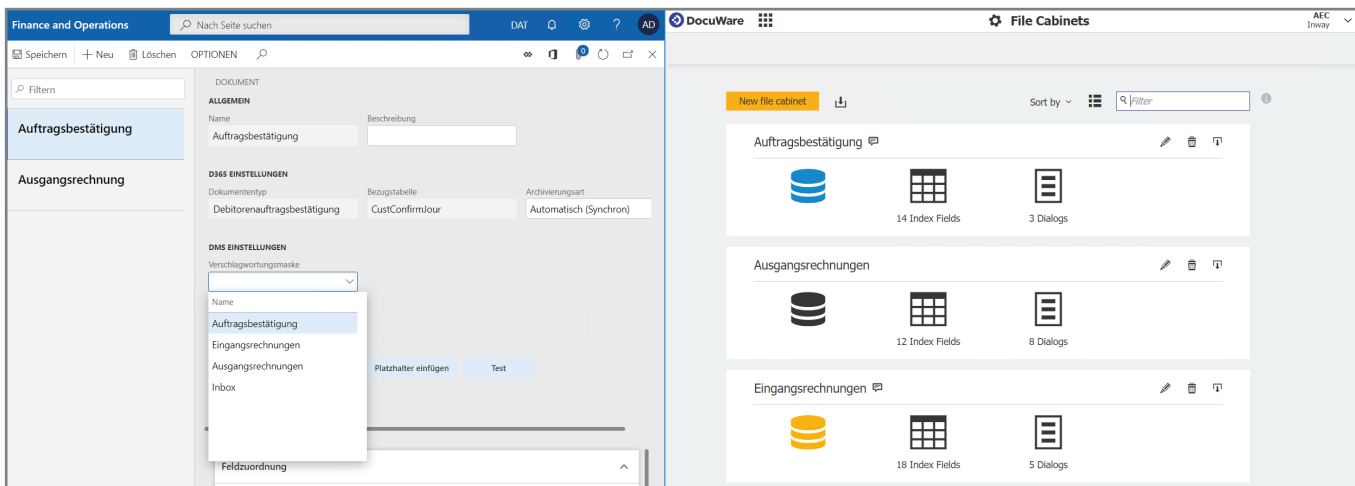 Finance and Operations
Nach Seite suchen
DAT
?
AD
Speichern
Neu
Löschen
OPTIONEN
0
Filtern
Auftragsbestätigung
Ausgangsrechnung
DOKUMENT
ALLGEMEIN
Name Beschreibung
Auftragsbestätigung
D365 EINSTELLUNGEN
Dokumententyp Bezugstabelle Archivierungsart
Debitorenauftragsbestätigung CustConfirmJour Automatisch (Synchron)
DMS EINSTELLUNGEN
Verschlagwortungsmaske
Name
Auftragsbestätigung
Eingangsrechnungen
Ausgangsrechnungen
Inbox
Platzhalter einfügen Test
Feldzuordnung
DocuWare
File Cabinets
AEC
Inway
New file cabinet
Sort by
Filter
Auftragsbestätigung
14 Index Fields 3 Dialogs
Ausgangsrechnungen
12 Index Fields 8 Dialogs
Eingangsrechnungen
18 Index Fields 5 Dialogs